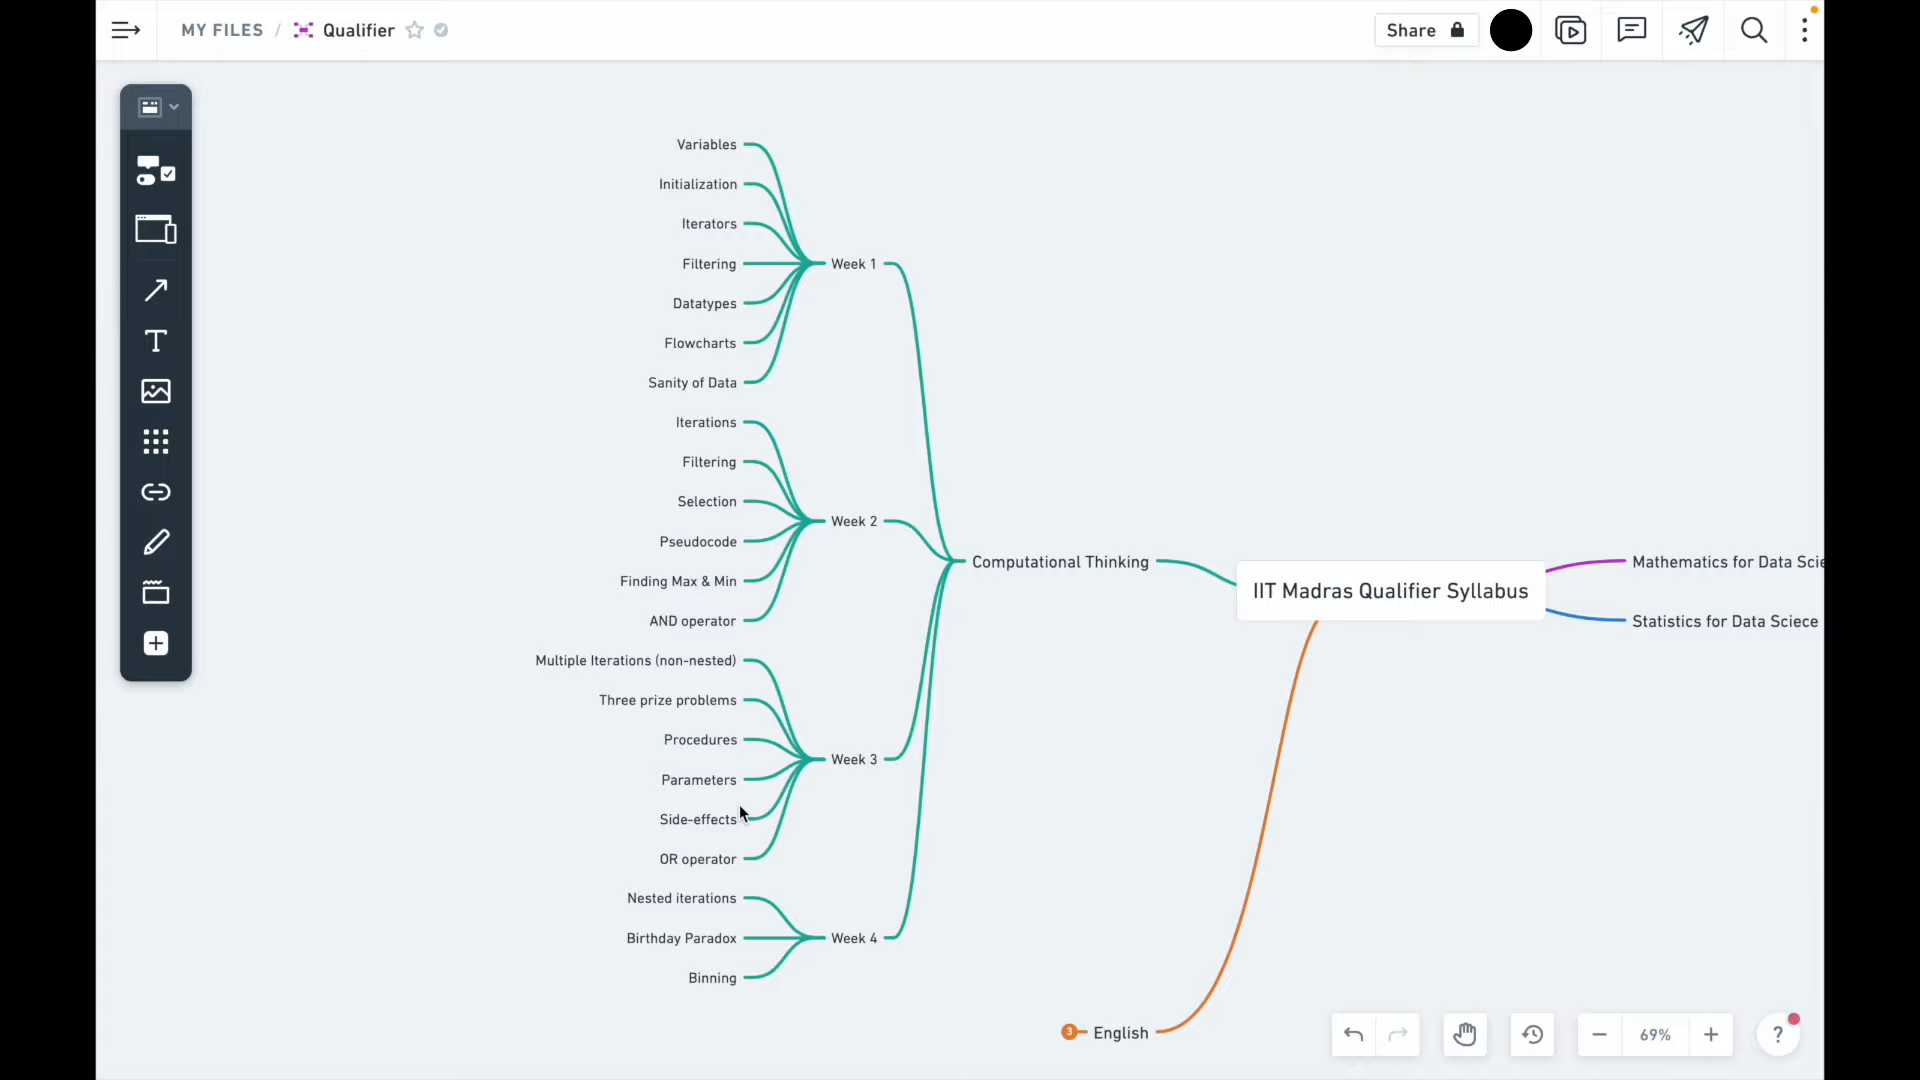 MY FILES / Qualifier
Share
Variables
Initialization
Iterators
Filtering
Datatypes
Flowcharts
Sanity of Data
Week 1
Iterations
Filtering
Selection
Pseudocode
Finding Max & Min
AND operator
Week 2
Multiple Iterations (non-nested)
Three prize problems
Procedures
Parameters
Side-effects
OR operator
Week 3
Nested iterations
Birthday Paradox
Binning
Week 4
Computational Thinking
IIT Madras Qualifier Syllabus
Mathematics for Data Scie
Statistics for Data Sciece
3 English
69%
?